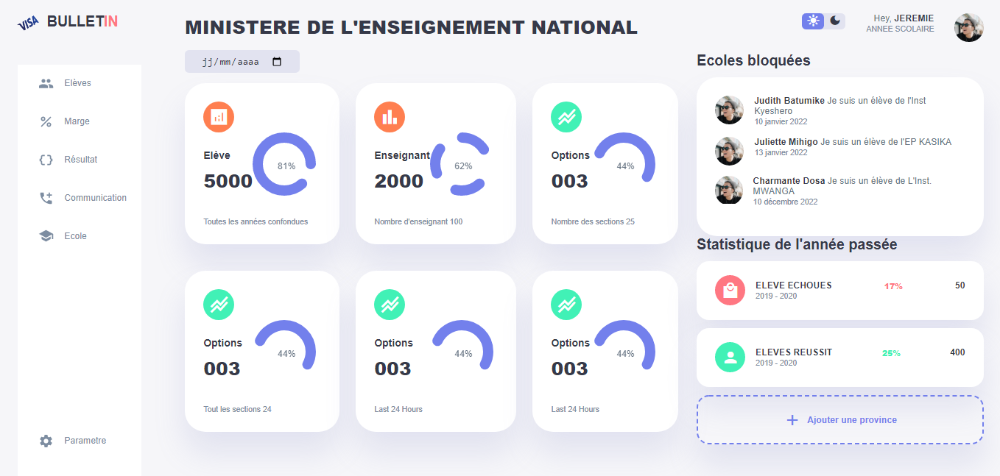 VISA BULLETIN
MINISTERE DE L'ENSEIGNEMENT NATIONAL
Hey, JEREMIE
ANNEE SCOLAIRE
jj/mm/aaaa
Elèves
Marge
Résultat
Communication
Ecole
Parametre
Elève
5000
81%
Toutes les années confondues
Enseignant
2000
62%
Nombre d'enseignant 100
Options
003
44%
Nombre des sections 25
Options
003
44%
Tout les sections 24
Options
003
44%
Last 24 Hours
Options
003
44%
Last 24 Hours
Ecoles bloquées
Judith Batumike Je suis un élève de l'Inst
Kyeshero
10 janvier 2022
Juliette Mihigo Je suis un élève de l'EP KASIKA
13 janvier 2022
Charmante Dosa Je suis un élève de L'Inst.
MWANGA
10 décembre 2022
Statistique de l'année passée
ELEVE ECHOUES 17% 50
2019 - 2020
ELEVES REUSSIT 25% 400
2019 - 2020
Ajouter une province